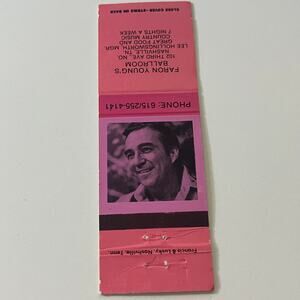 CLOSE COVER - STRIKE ON BACK
FARON YOUNG'S
BALLROOM
102 THIRD AVE. NO.
NASHVILLE, TN.
LEE HOLLINGSWORTH, MGR.
GREAT FOOD AND
COUNTRY MUSIC
7 NIGHTS A WEEK
PHONE: 615/255-4141
Francis & Lusky, Nashville, Tenn.